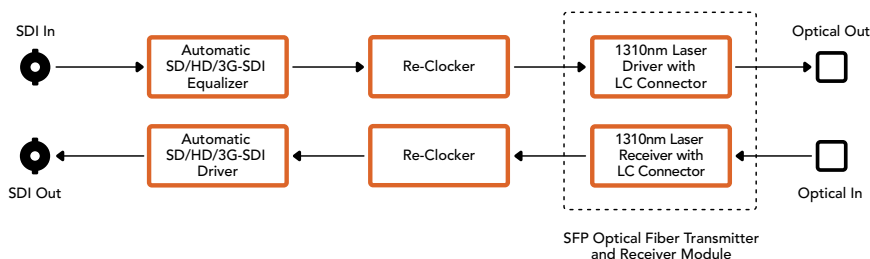 SDI In
Automatic
SD/HD/3G-SDI
Equalizer
Re-Clocker
1310nm Laser
Driver with
LC Connector
Optical Out
Automatic
SD/HD/3G-SDI
Driver
Re-Clocker
1310nm Laser
Receiver with
LC Connector
SDI Out
Optical In
SFP Optical Fiber Transmitter
and Receiver Module